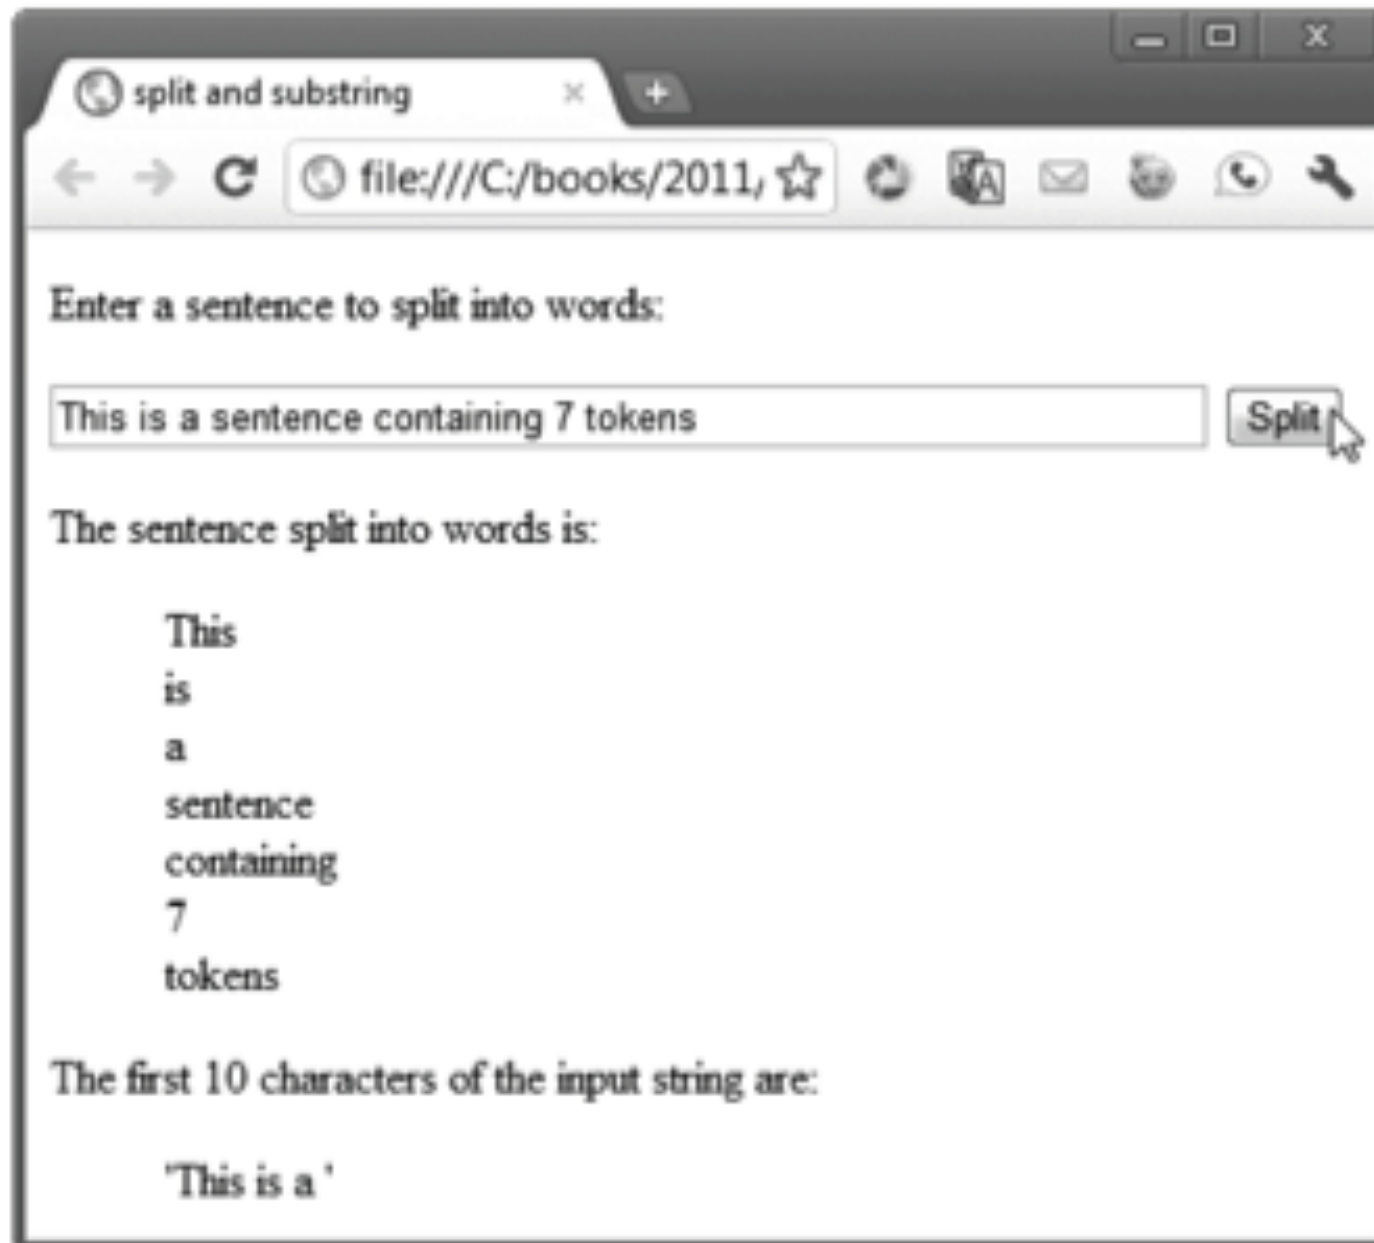 split and substring
file:///C:/books/2011/
Enter a sentence to split into words:
This is a sentence containing 7 tokens
Split
The sentence split into words is:
This
is
a
sentence
containing
7
tokens
The first 10 characters of the input string are:
'This is a '